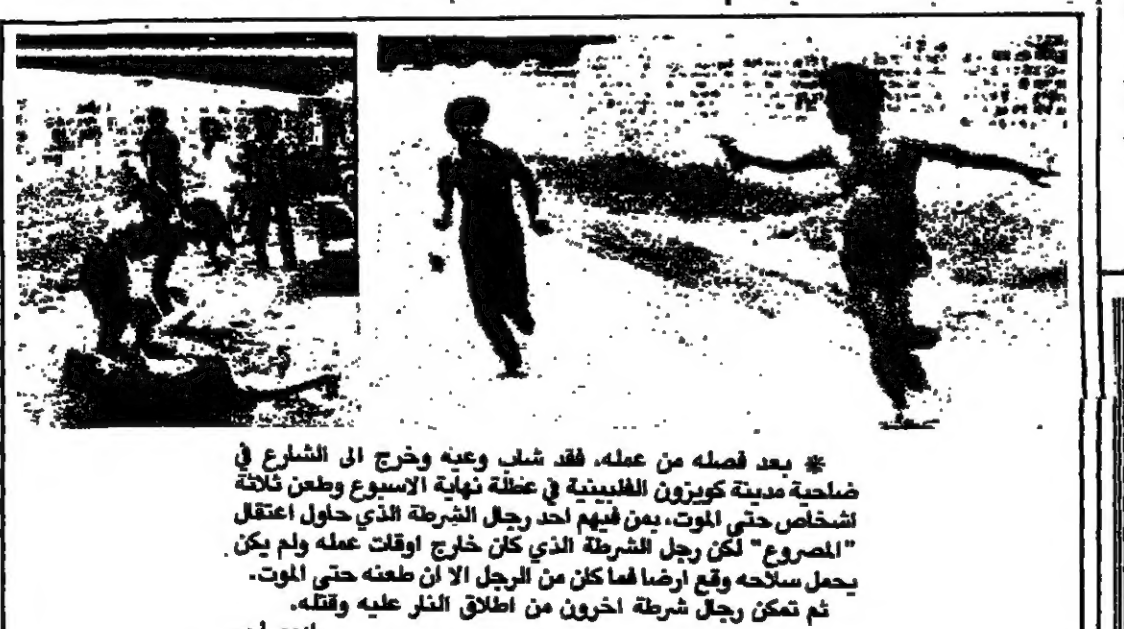 * بعد فصله من عمله، فقد شاب وعيه وخرج الى الشارع في
ضاحية مدينة كويزون الفلبينية في عطلة نهاية الاسبوع وطعن ثلاثة
اشخاص حتى الموت، بمن فيهم احد رجال الشرطة الذي حاول اعتقال
"المصروع" لكن رجل الشرطة الذي كان خارج اوقات عمله ولم يكن
يحمل سلاحه وقع ارضا فما كان من الرجل الا ان طعنه حتى الموت.
ثم تمكن رجال شرطة اخرون من اطلاق النار عليه وقتله.